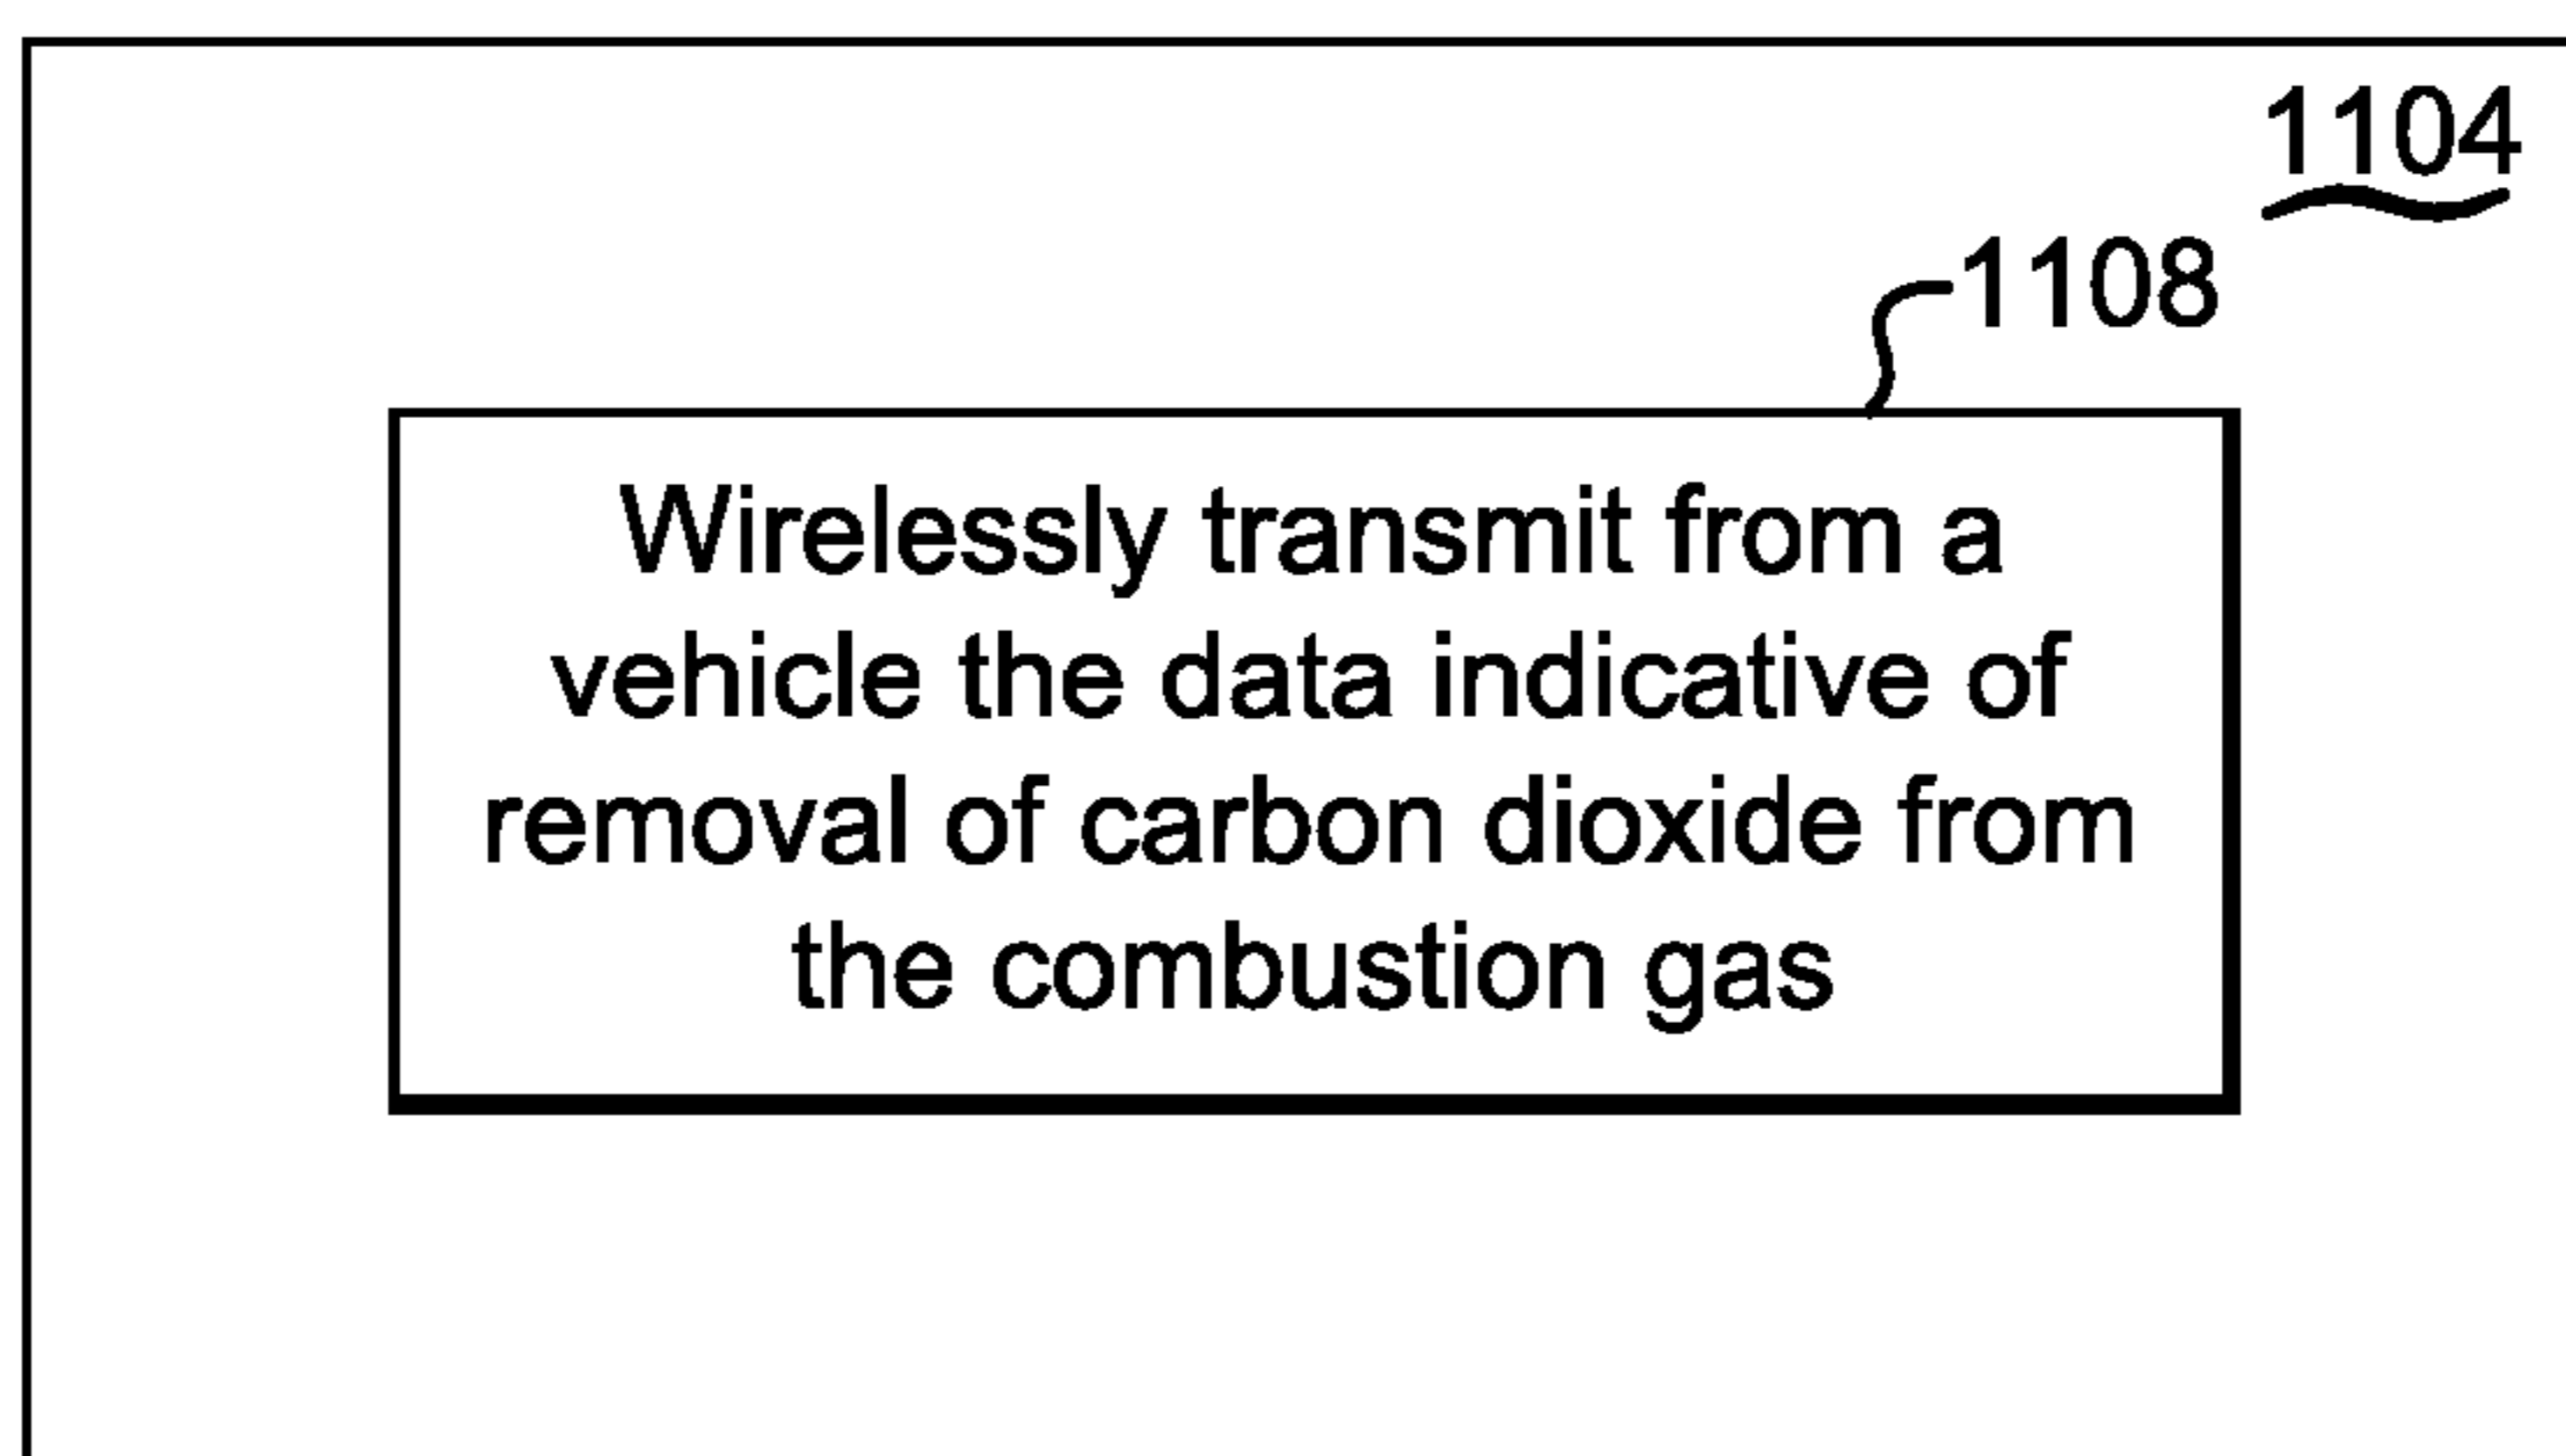 1104
1108
Wirelessly transmit from a
vehicle the data indicative of
removal of carbon dioxide from
the combustion gas